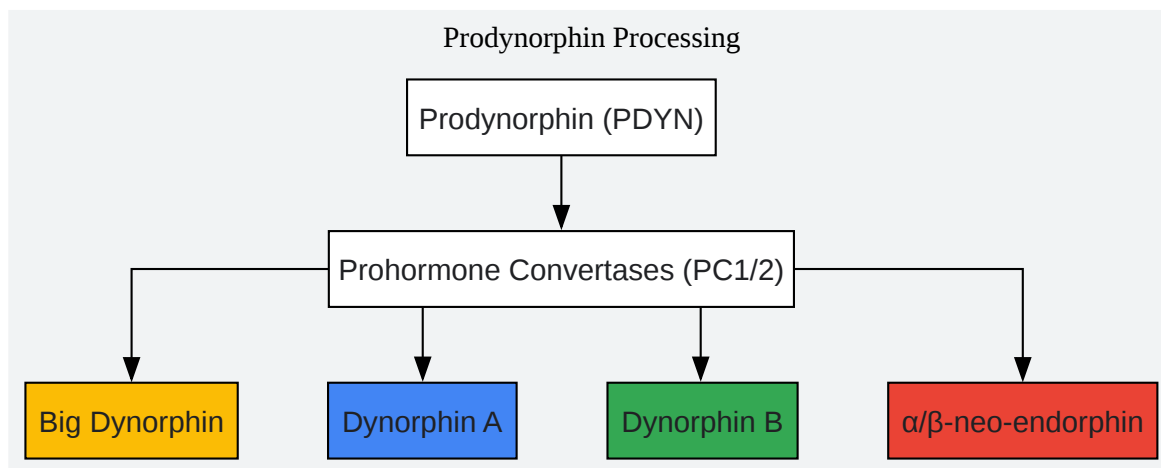 Prodynorphin Processing
Prodynorphin (PDYN)
Prohormone Convertases (PC1/2)
Big Dynorphin
Dynorphin A
Dynorphin B
α/β-neo-endorphin